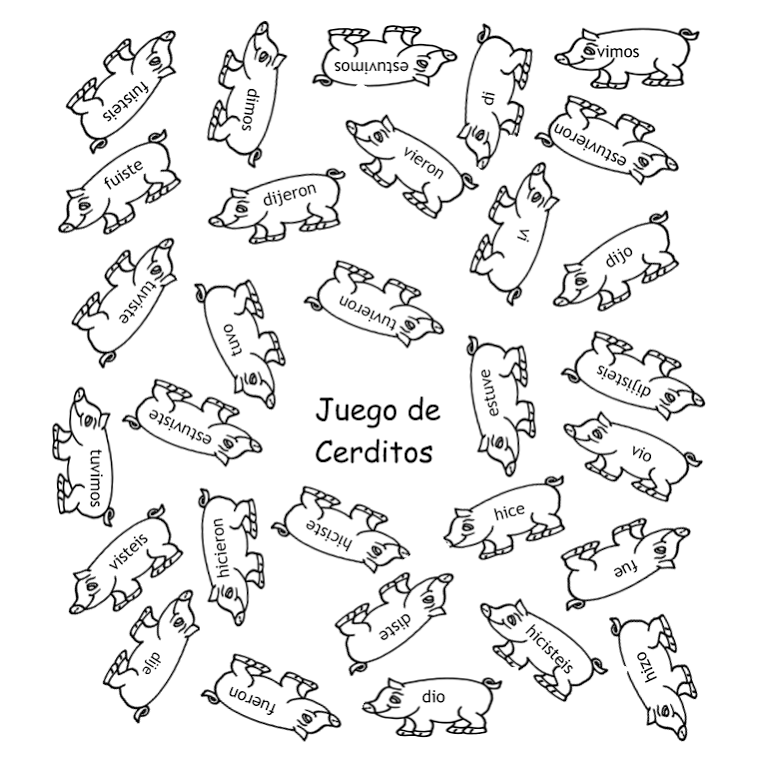 fuisteis
dimos
estuvimos
di
vimos
estuvieron
fuiste
dijeron
vieron
vi
dijo
tuviste
tuvo
tuvieron
estuve
dijisteis
Juego de
Cerditos
estuviste
vio
tuvimos
visteis
hicieron
hiciste
hice
fue
dije
diste
hicisteis
hizo
fueron
dio